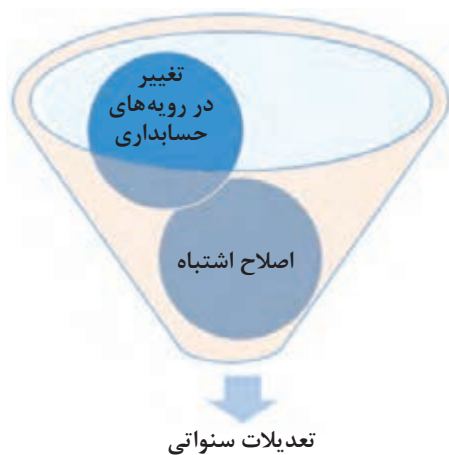 تغییر
در رویه‌های
حسابداری
اصلاح اشتباه
تعدیلات سنواتی